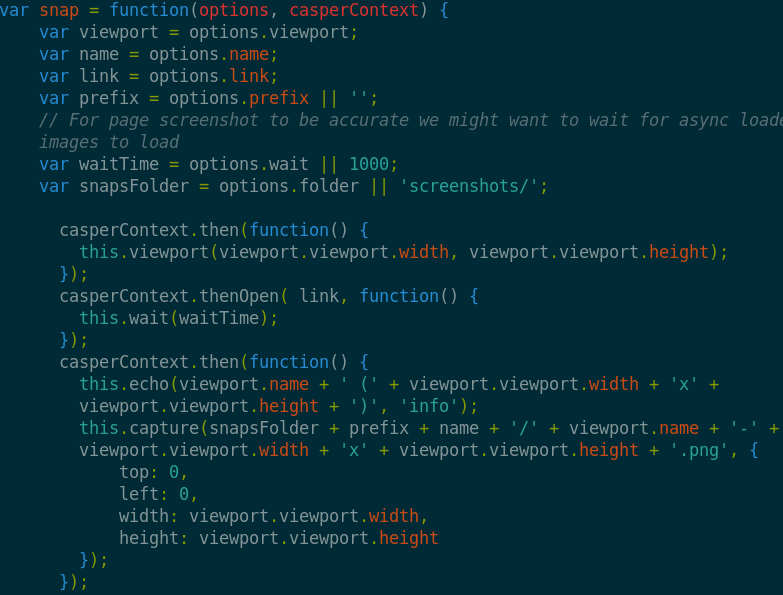 var snap = function(options, casperContext) {
    var viewport = options.viewport;
    var name = options.name;
    var link = options.link;
    var prefix = options.prefix || '';
    // For page screenshot to be accurate we might want to wait for async
    images to load
    var waitTime = options.wait || 1000;
    var snapsFolder = options.folder || 'screenshots/';

      casperContext.then(function() {
        this.viewport(viewport.viewport.width, viewport.viewport.height);
      });
      casperContext.thenOpen( link, function() {
        this.wait(waitTime);
      });
      casperContext.then(function() {
        this.echo(viewport.name + ' (' + viewport.viewport.width + 'x' +
        viewport.viewport.height + ')', 'info');
        this.capture(snapsFolder + prefix + name + '/' + viewport.name + '-' +
        viewport.viewport.width + 'x' + viewport.viewport.height + '.png', {
            top: 0,
            left: 0,
            width: viewport.viewport.width,
            height: viewport.viewport.height
        });
      });